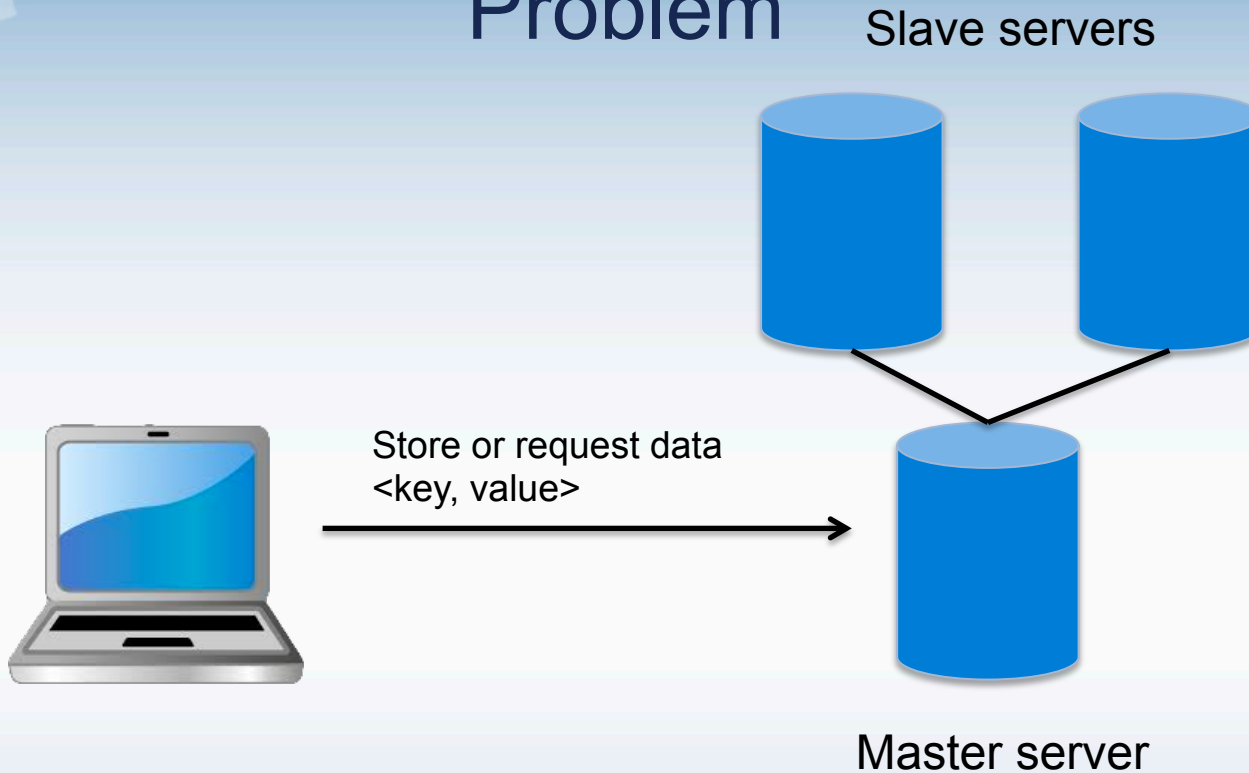 Problem
Slave servers
Store or request data
<key, value>
Master server